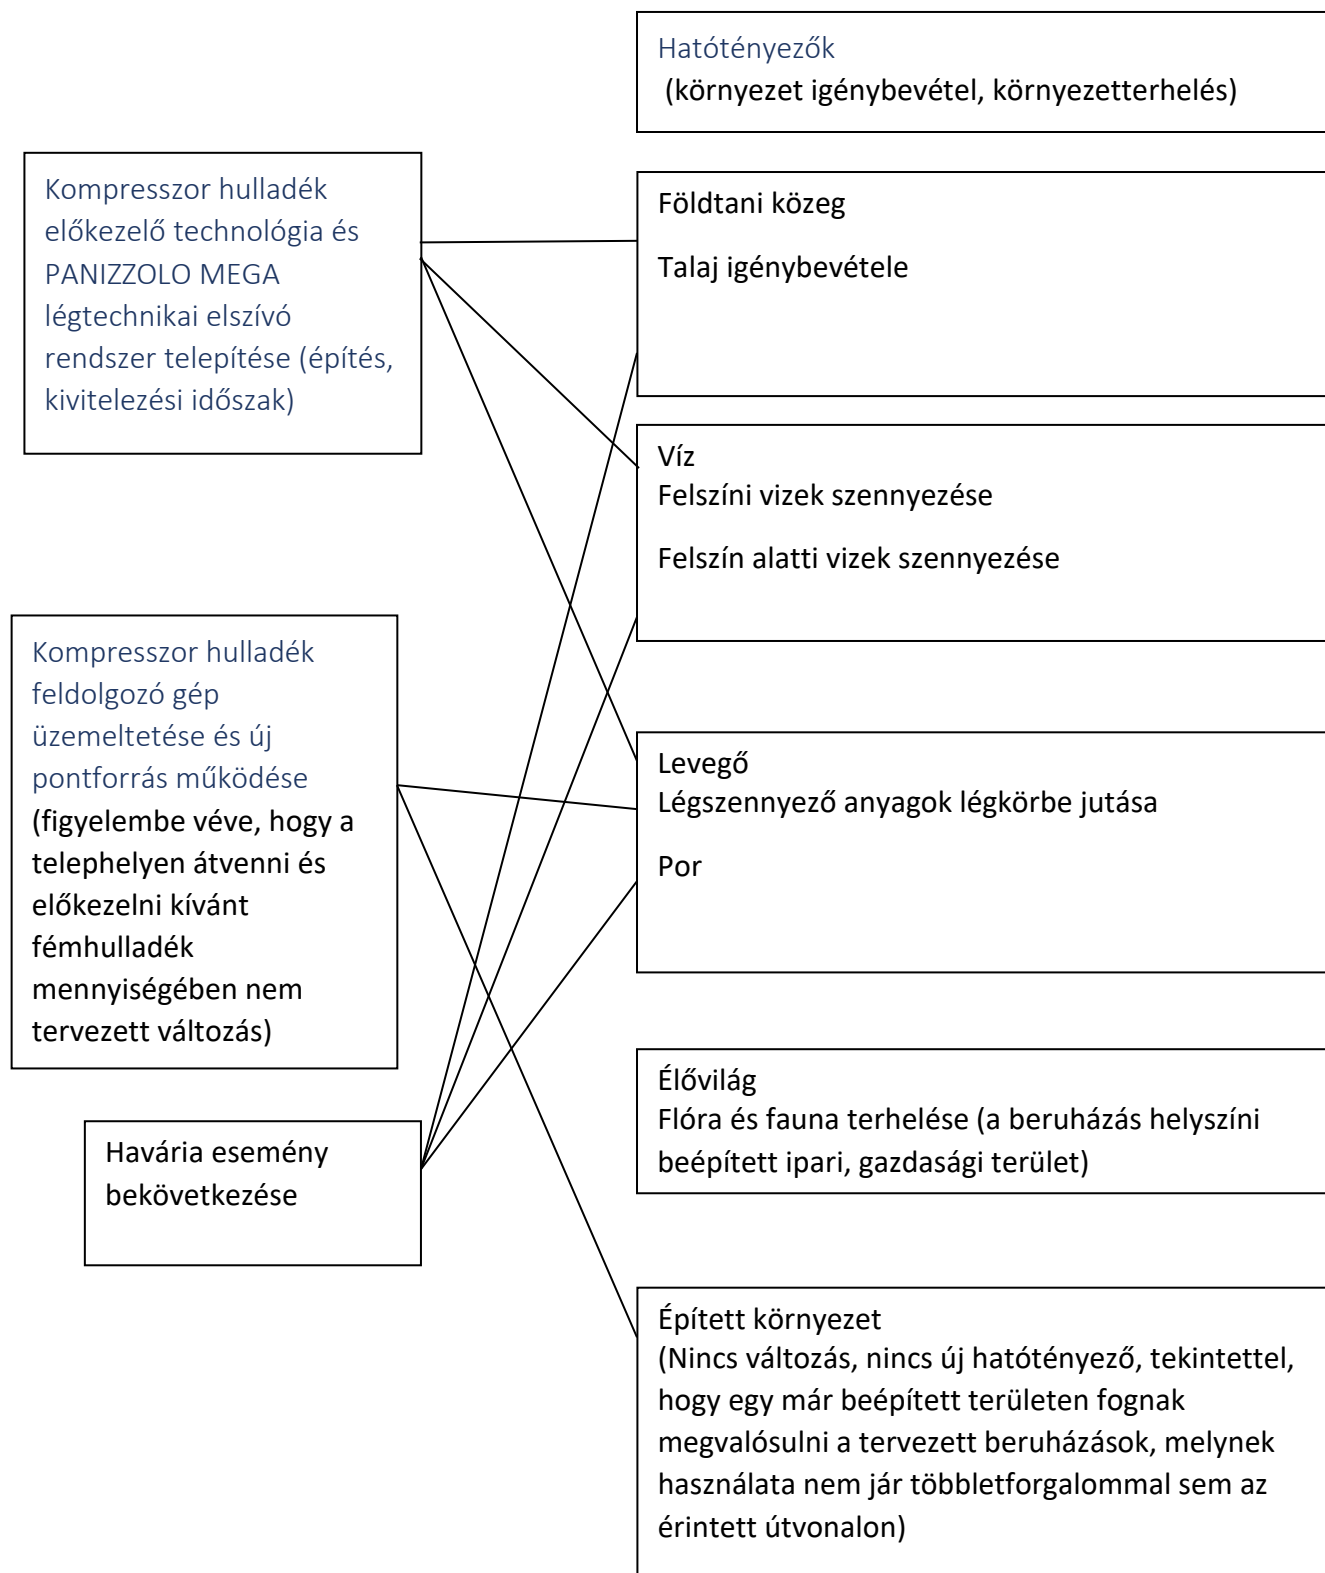 Hatótényezők
(környezet igénybevétel, környezetterhelés)
Kompresszor hulladék
előkezelő technológia és
PANIZZOLO MEGA
légtechnikai elszívó
rendszer telepítése (építés,
kivitelezési időszak)
Földtani közeg
Talaj igénybevétele
Víz
Felszíni vizek szennyezése
Felszín alatti vizek szennyezése
Kompresszor hulladék
feldolgozó gép
üzemeltetése és új
pontforrás működése
(figyelembe véve, hogy a
telephelyen átvenni és
előkezelni kívánt
fémhulladék
mennyiségében nem
tervezett változás)
Levegő
Légszennyező anyagok légkörbe jutása
Por
Élővilág
Flóra és fauna terhelése (a beruházás helyszíni
beépített ipari, gazdasági terület)
Havária esemény
bekövetkezése
Épített környezet
(Nincs változás, nincs új hatótényező, tekintettel,
hogy egy már beépített területen fognak
megvalósulni a tervezett beruházások, melynek
használata nem jár többletforgalommal sem az
érintett útvonalon)